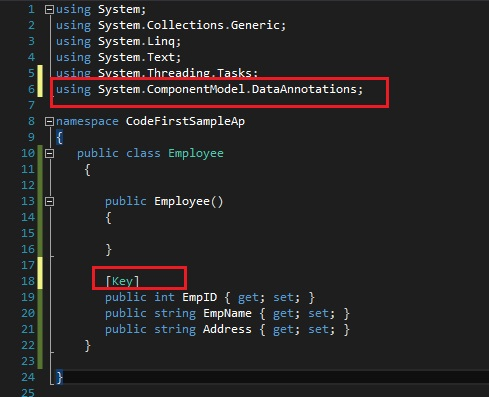 1 using System;
2 using System.Collections.Generic;
3 using System.Linq;
4 using System.Text;
5 using System.Threading.Tasks;
6 using System.ComponentModel.DataAnnotations;
7
8 namespace CodeFirstSampleAp
9 {
10 public class Employee
11 {
12
13 public Employee()
14 {
15
16 }
17
18 [Key]
19 public int EmpID { get; set; }
20 public string EmpName { get; set; }
21 public string Address { get; set; }
22 }
23
24 }
25